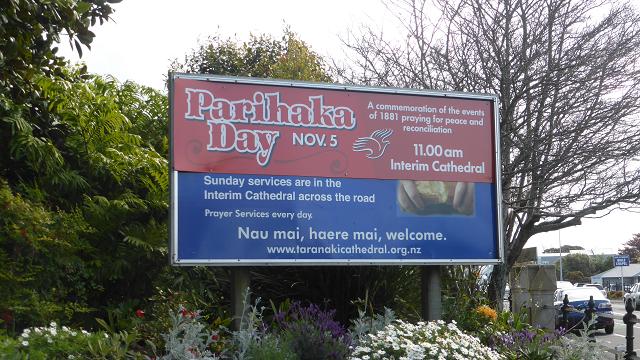 Parihaka
Day NOV. 5
A commemoration of the events
of 1881 praying for peace and
reconciliation
11.00 am
Interim Cathedral
Sunday services are in the
Interim Cathedral across the road
Prayer Services every day.
Nau mai, haere mai, welcome.
www.taranakicathedral.org.nz